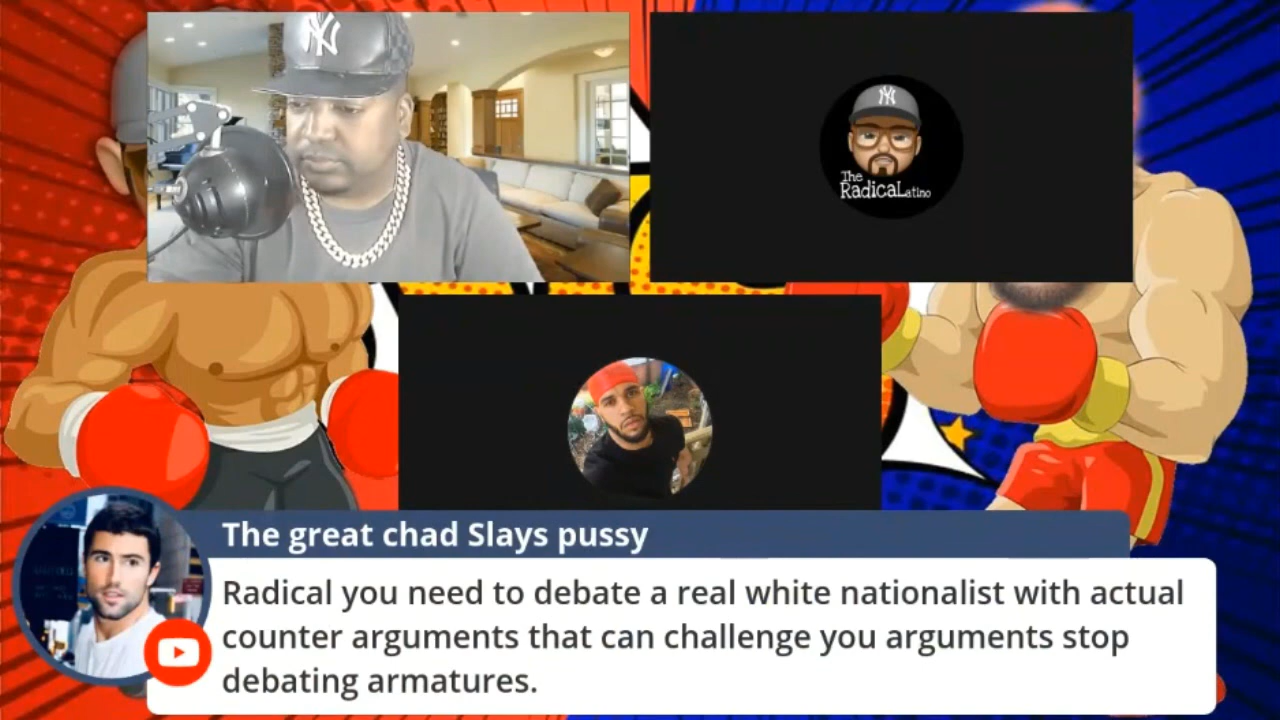 NY
NY
The
RadicaLatino
The great chad Slays pussy
Radical you need to debate a real white nationalist with actual
counter arguments that can challenge you arguments stop
debating armatures.